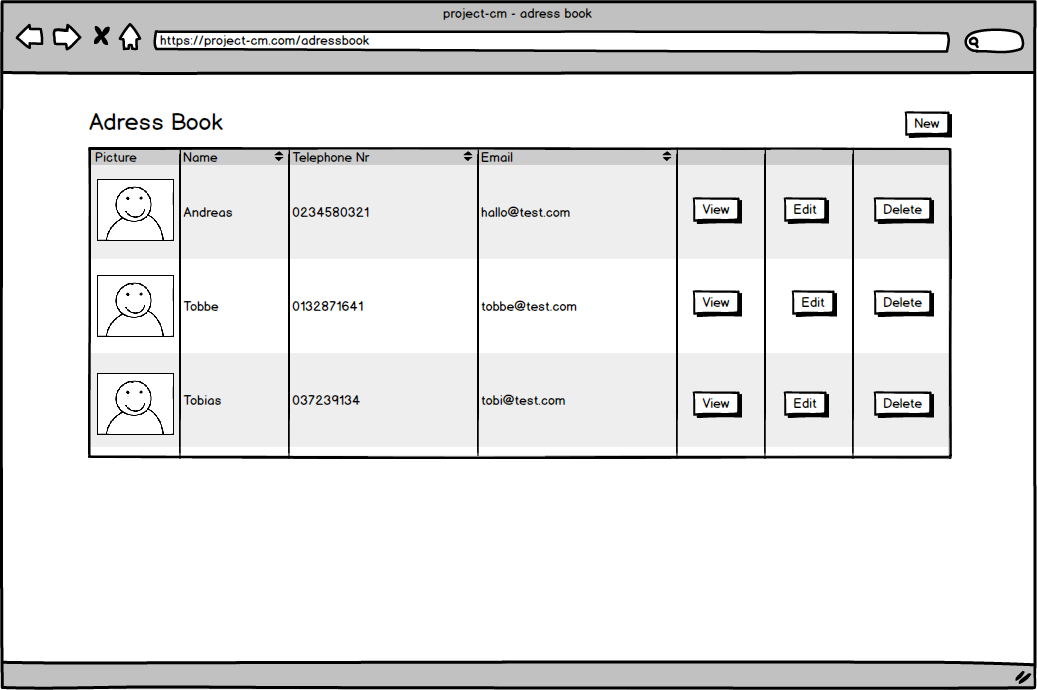 project-cm - adress book
https://project-cm.com/adressbook
Adress Book
New
Picture Name Telephone Nr Email
Andreas 0234580321 hallo@test.com View Edit Delete
Tobbe 0132871641 tobbe@test.com View Edit Delete
Tobias 037239134 tobi@test.com View Edit Delete